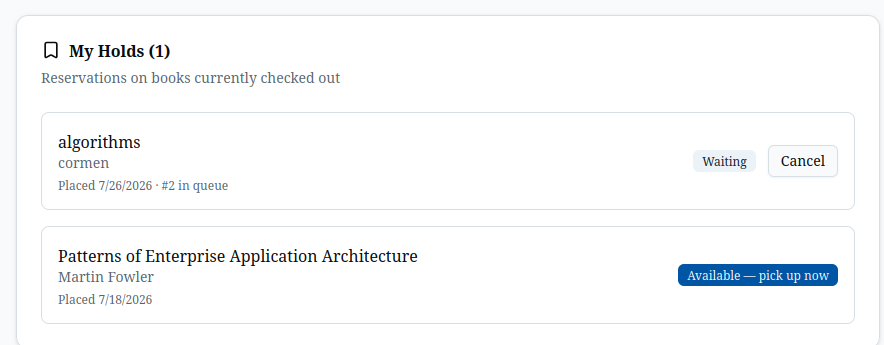 My Holds (1)
Reservations on books currently checked out
algorithms
cormen
Placed 7/26/2026 · #2 in queue
Waiting
Cancel
Patterns of Enterprise Application Architecture
Martin Fowler
Placed 7/18/2026
Available — pick up now